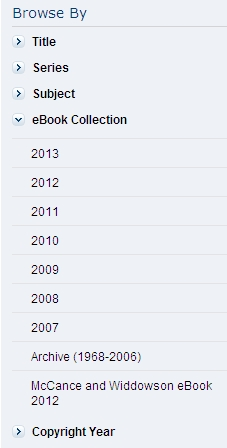 Browse By
Title
Series
Subject
eBook Collection
2013
2012
2011
2010
2009
2008
2007
Archive (1968-2006)
McCance and Widdowson eBook
2012
Copyright Year